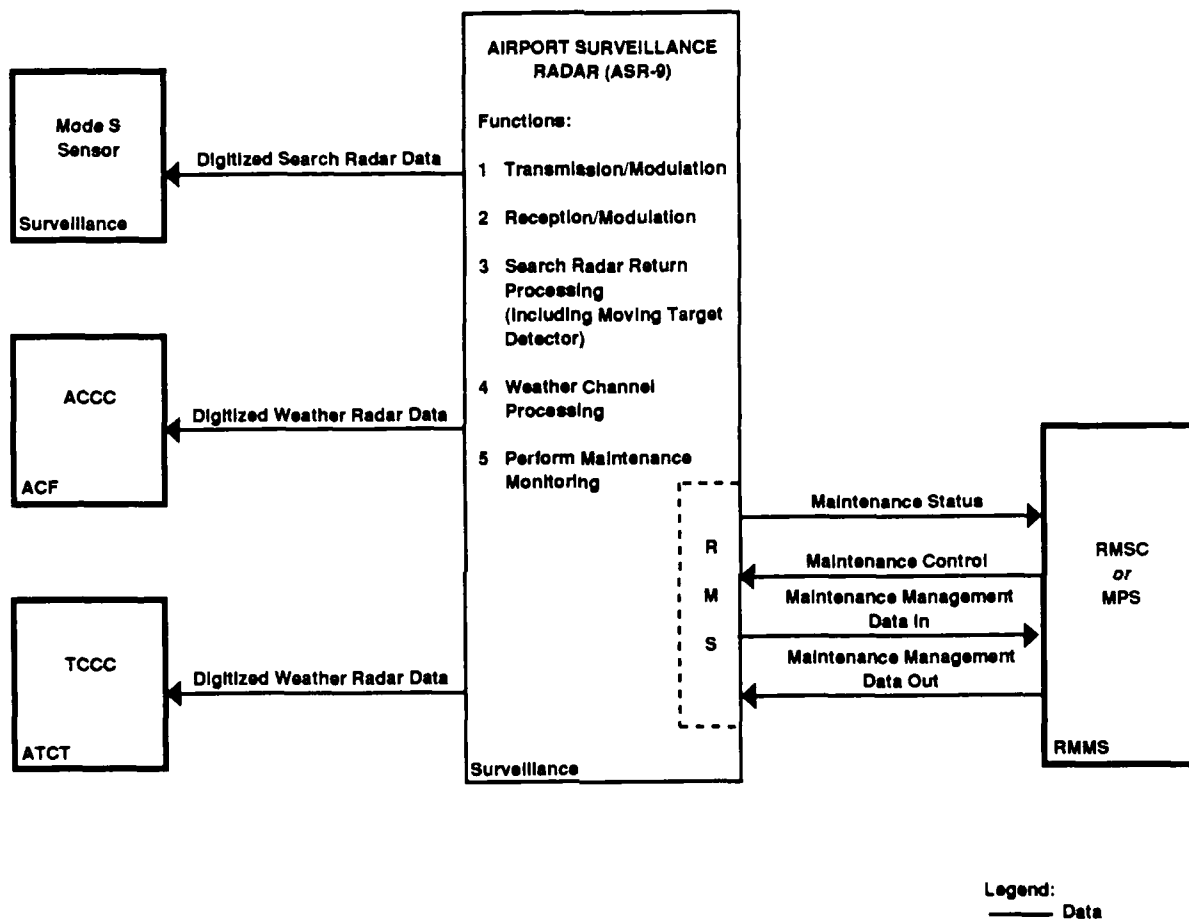 AIRPORT SURVEILLANCE
RADAR (ASR-9)
Functions:
1 Transmission/Modulation
2 Reception/Modulation
3 Search Radar Return
Processing
(Including Moving Target
Detector)
4 Weather Channel
Processing
5 Perform Maintenance
Monitoring
R
M
S
Surveillance
Mode S
Sensor
Surveillance
Digitized Search Radar Data
ACCC
ACF
Digitized Weather Radar Data
TCCC
ATCT
Digitized Weather Radar Data
Maintenance Status
Maintenance Control
Maintenance Management
Data In
Maintenance Management
Data Out
RMSC
or
MPS
RMMS
Legend:
Data